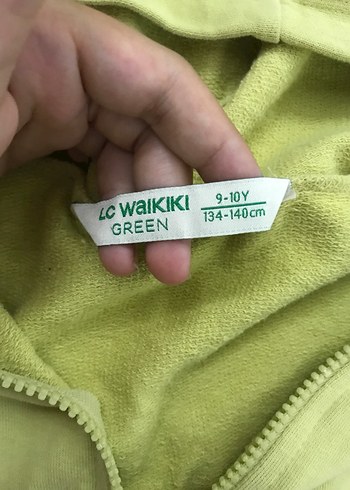 LC WAIKIKI
GREEN
9-10Y
134-140cm